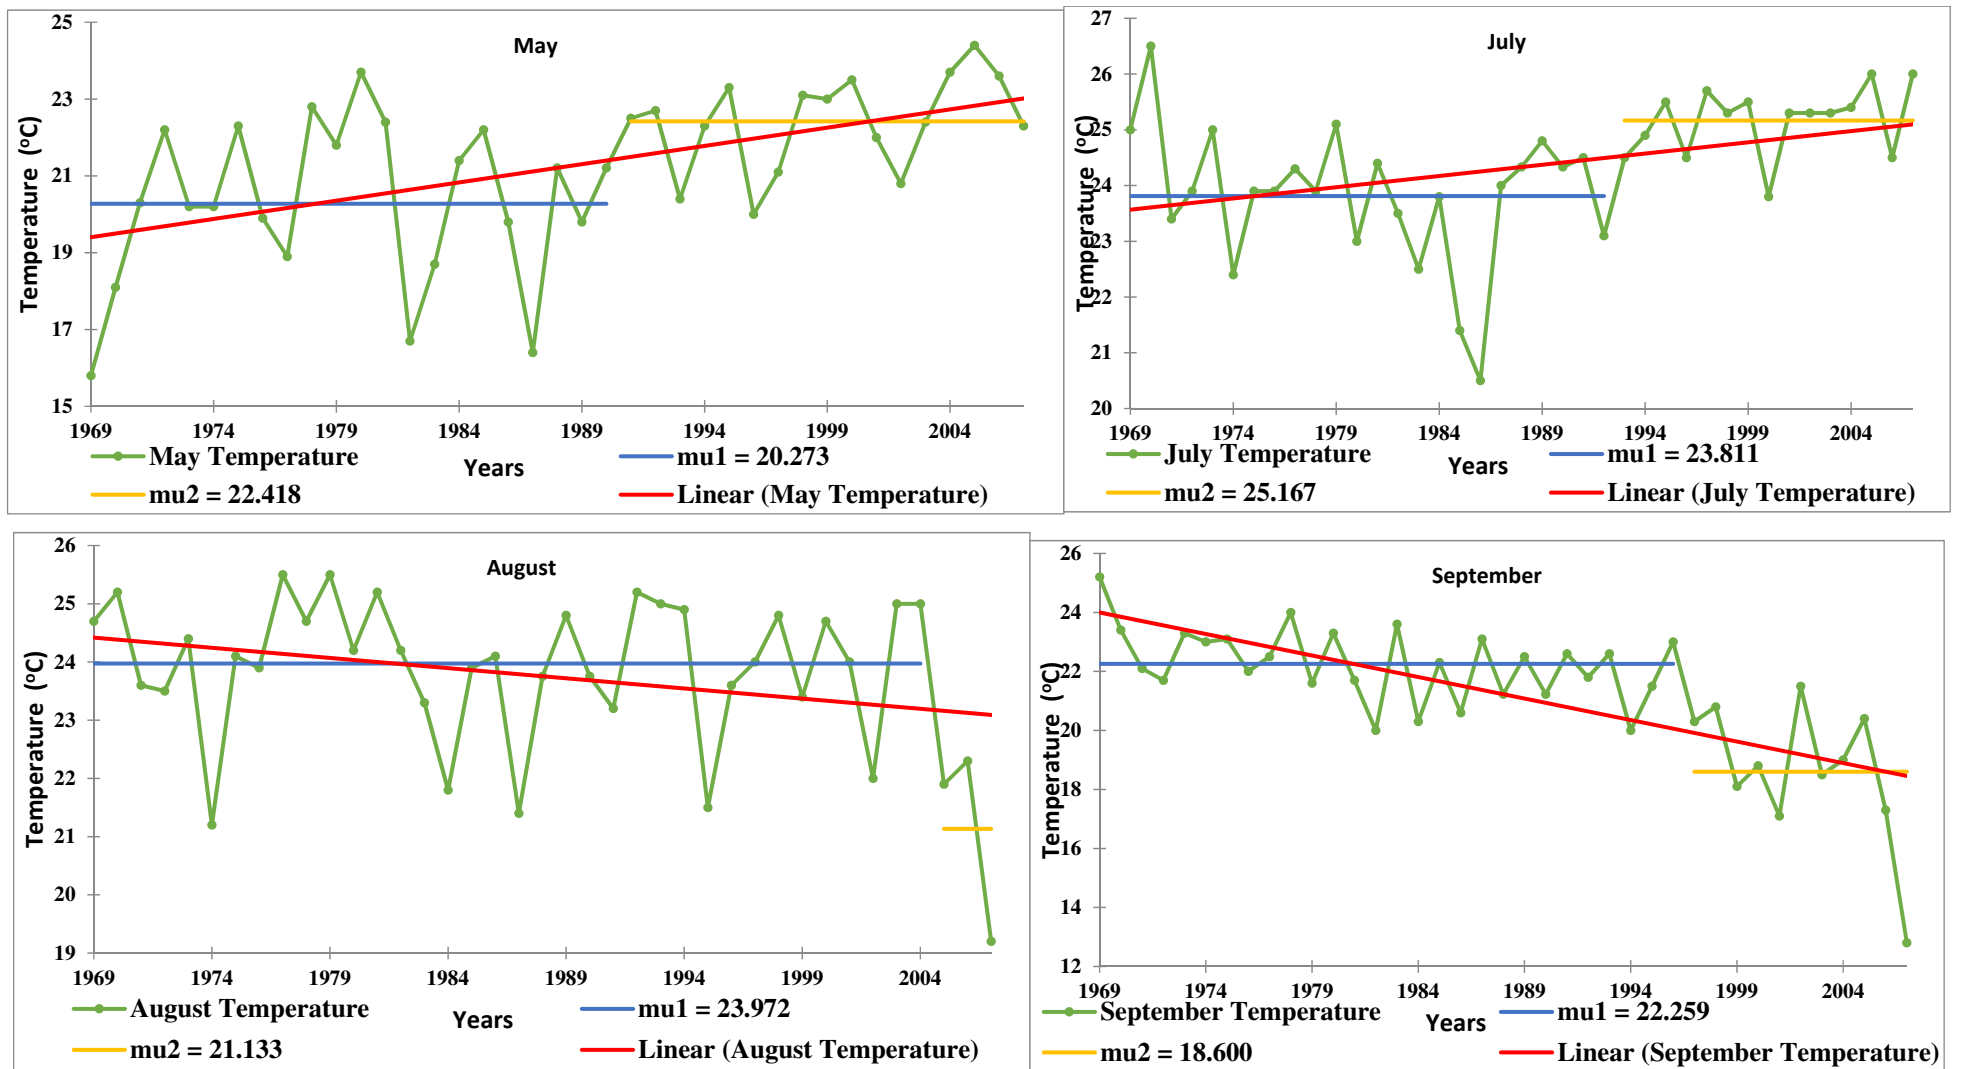 May
25
23
21
19
17
15
Temperature (ºC)
1969 1974 1979 1984 1989 1994 1999 2004
Years
May Temperature
mu1 = 20.273
mu2 = 22.418
Linear (May Temperature)
July
27
26
25
24
23
22
21
20
Temperature (ºC)
1969 1974 1979 1984 1989 1994 1999 2004
Years
July Temperature
mu1 = 23.811
mu2 = 25.167
Linear (July Temperature)
August
26
25
24
23
22
21
20
19
Temperature (ºC)
1969 1974 1979 1984 1989 1994 1999 2004
Years
August Temperature
mu1 = 23.972
mu2 = 21.133
Linear (August Temperature)
September
26
24
22
20
18
16
14
12
Temperature (ºC)
1969 1974 1979 1984 1989 1994 1999 2004
Years
September Temperature
mu1 = 22.259
mu2 = 18.600
Linear (September Temperature)